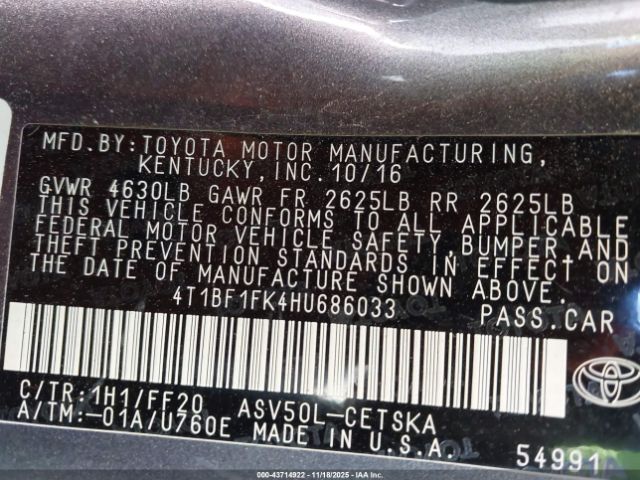 MFD.BY:TOYOTA MOTOR MANUFACTURING,
KENTUCKY, INC. 10/16
GVWR 4630LB GAWR FR 2625LB RR 2625LB
THIS VEHICLE CONFORMS TO ALL APPLICABLE
FEDERAL MOTOR VEHICLE SAFETY, BUMPER, AND
THEFT PREVENTION STANDARDS IN EFFECT ON
THE DATE OF MANUFACTURE SHOWN ABOVE.
4T1BF1FK4HU686033 PASS.CAR
C/TR:1H1/FF20 ASV50L-CETSKA
A/TM:-01A/U760E MADE IN U.S.A. 54991
000-43714922 - 11/18/2025 - IAAI.com